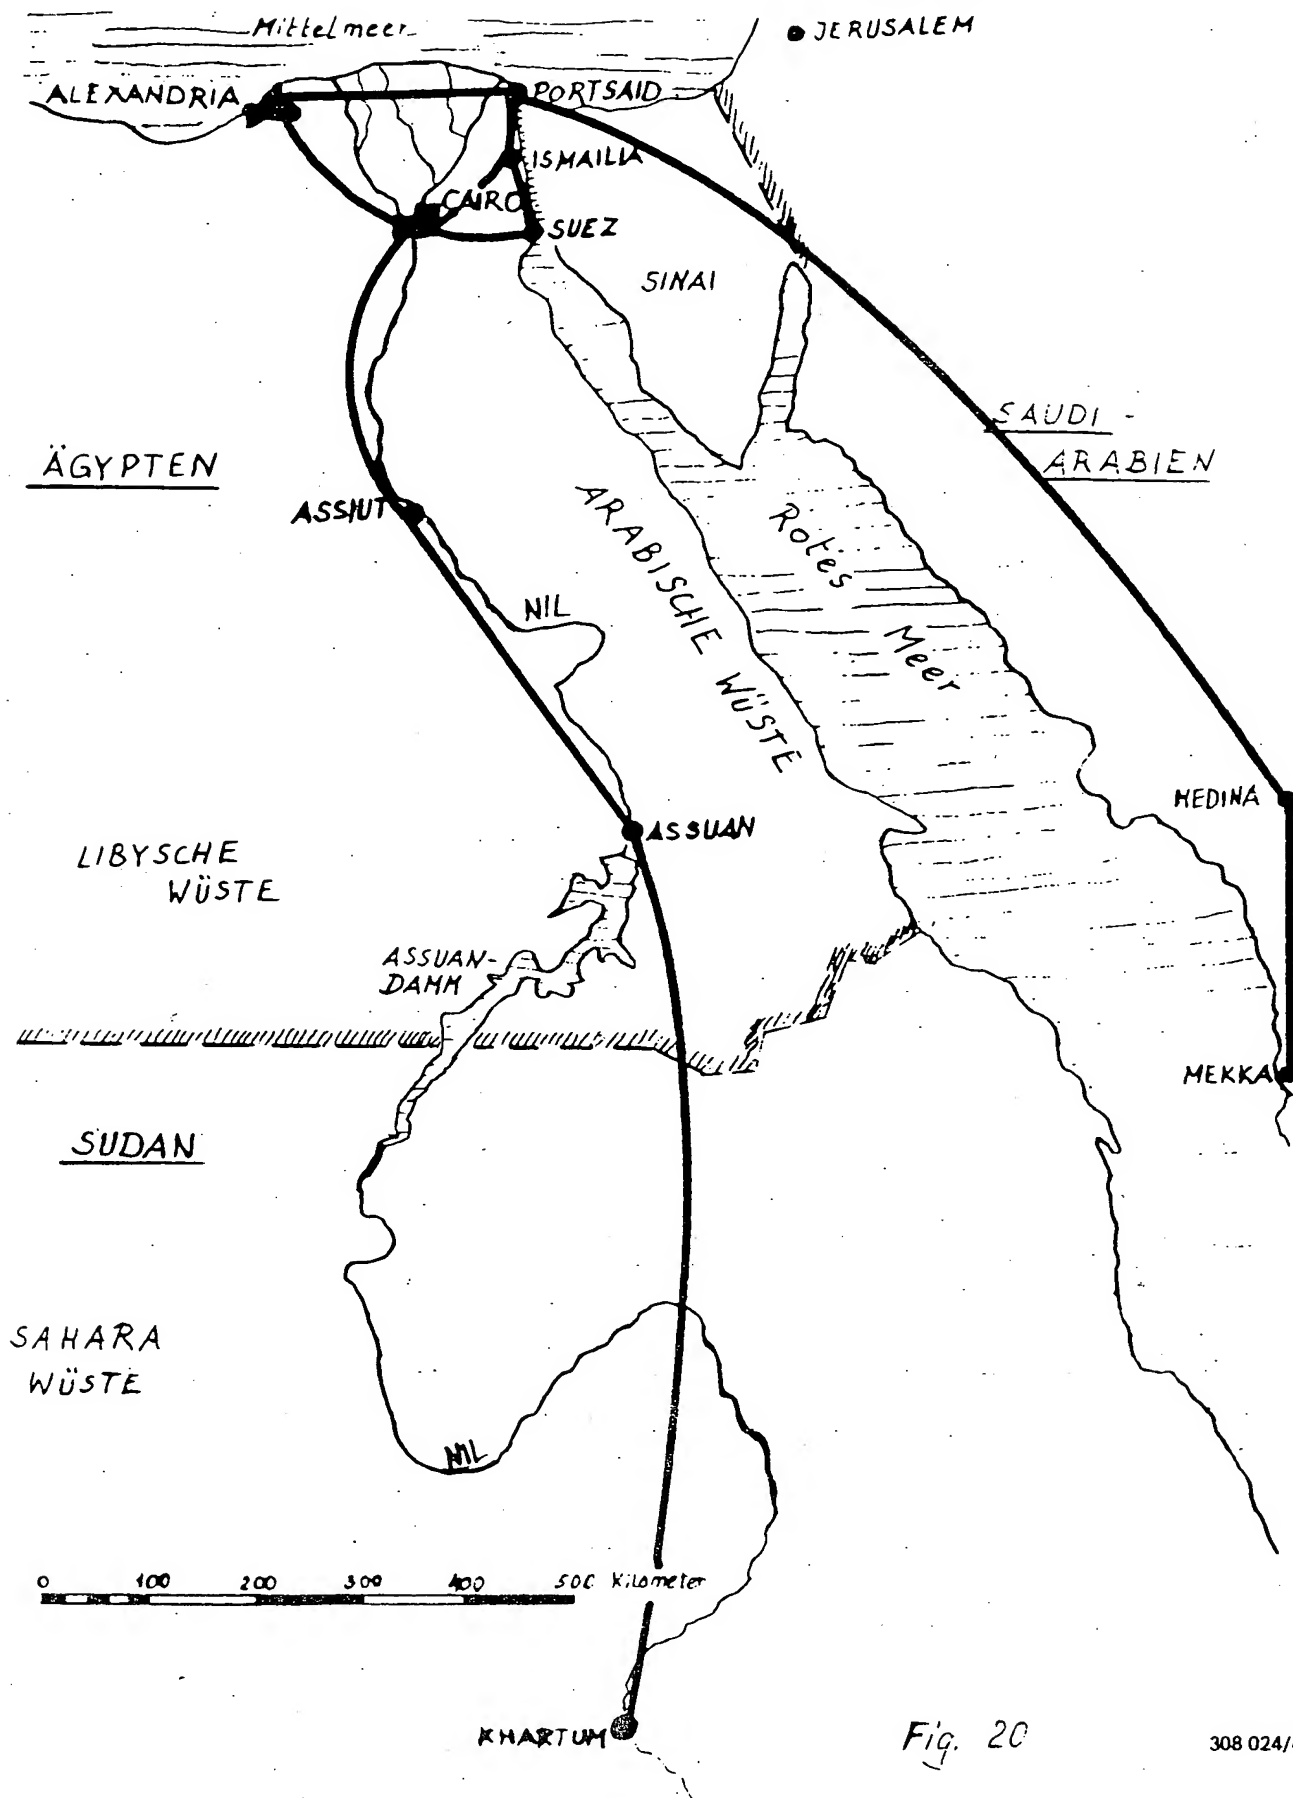 Mittelmeer
JERUSALEM
ALEXANDRIA
PORTSAID
ISMAILIA
CAIRO
SUEZ
SINAI
SAUDI -
ARABIEN
ÄGYPTEN
ASSIUT
ARABISCHE WÜSTE
Rotes
Meer
NIL
MEDINA
ASSUAN
LIBYSCHE
WÜSTE
ASSUAN-
DAMM
MEKKA
SUDAN
SAHARA
WÜSTE
NIL
0 100 200 300 400 500 Kilometer
KHARTUM
Fig. 20